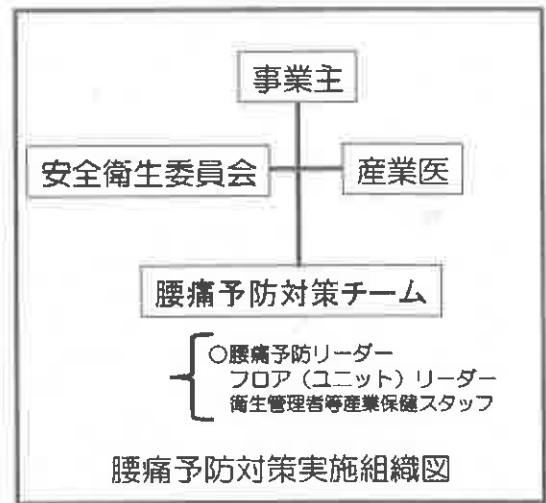 事業主
安全衛生委員会
産業医
腰痛予防対策チーム
○腰痛予防リーダー
フロア（ユニット）リーダー
衛生管理者等産業保健スタッフ
腰痛予防対策実施組織図